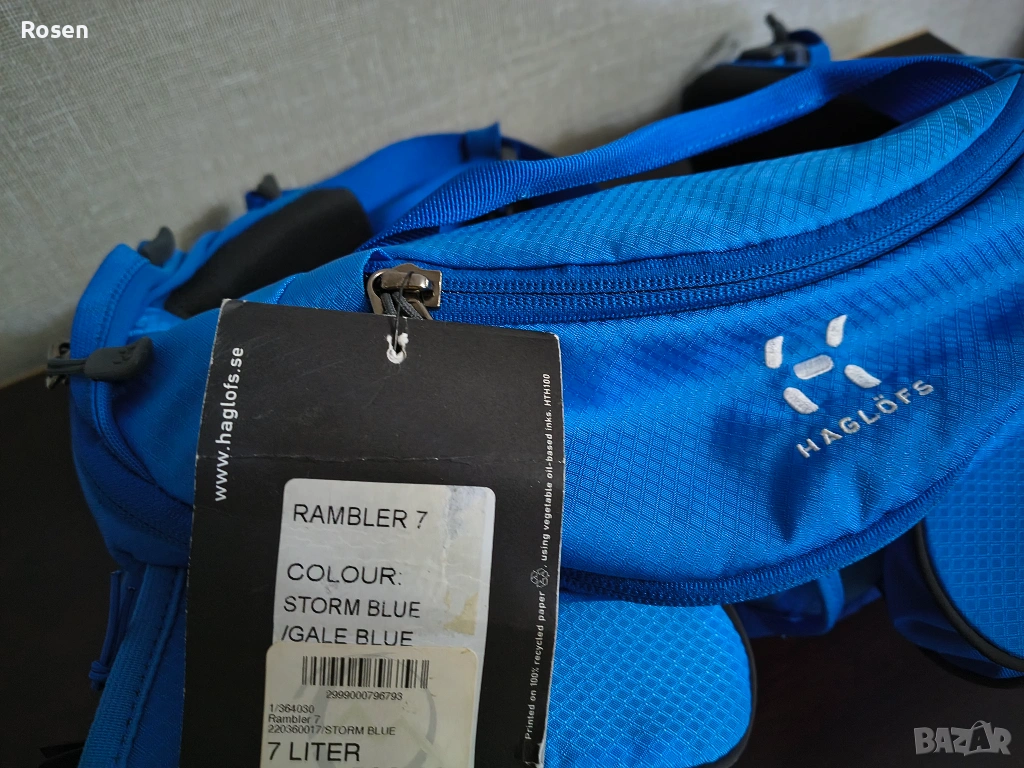 Rosen
www.haglofs.se
RAMBLER 7
COLOUR:
STORM BLUE
/GALE BLUE
2999000796793
1/364030
Rambler 7
220360017/STORM BLUE
7 LITER
Printed on 100% recycled paper, using vegetable oil-based inks. HTH100
HAGLÖFS
BAZAR